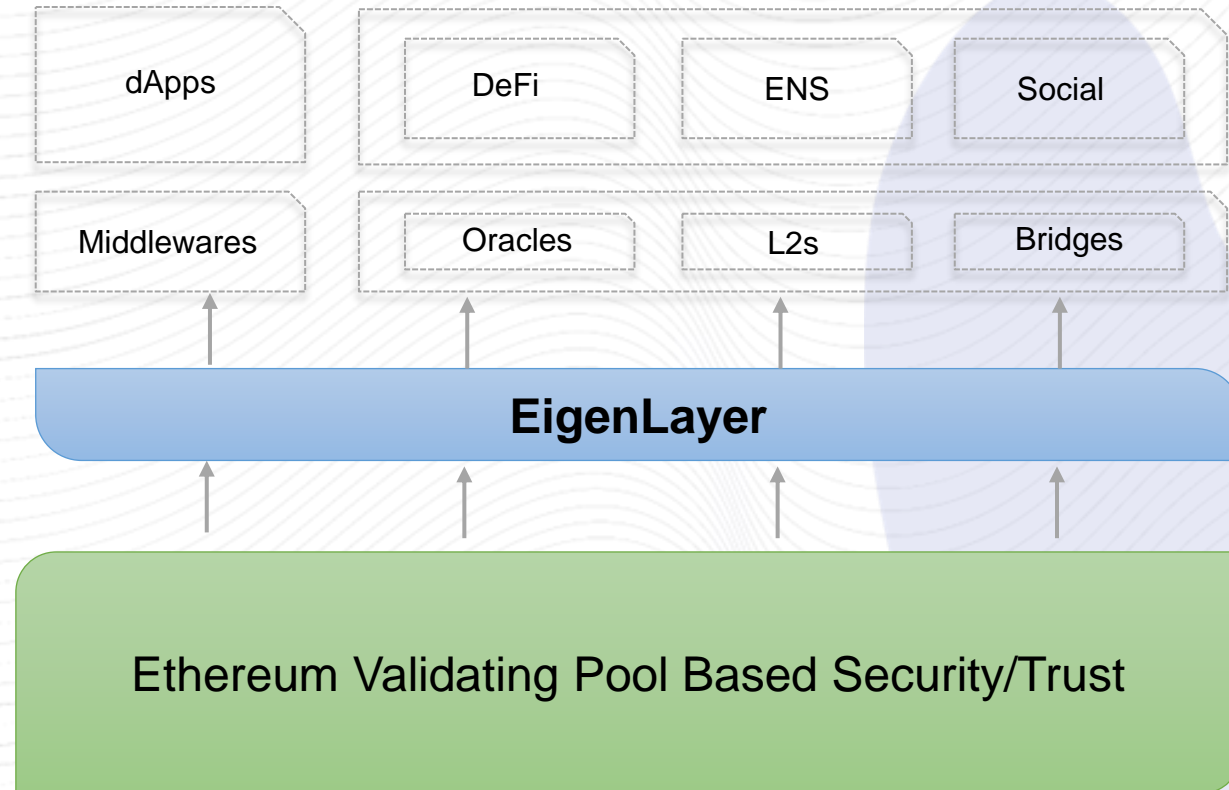 dApps
DeFi
ENS
Social
Middlewares
Oracles
L2s
Bridges
EigenLayer
Ethereum Validating Pool Based Security/Trust